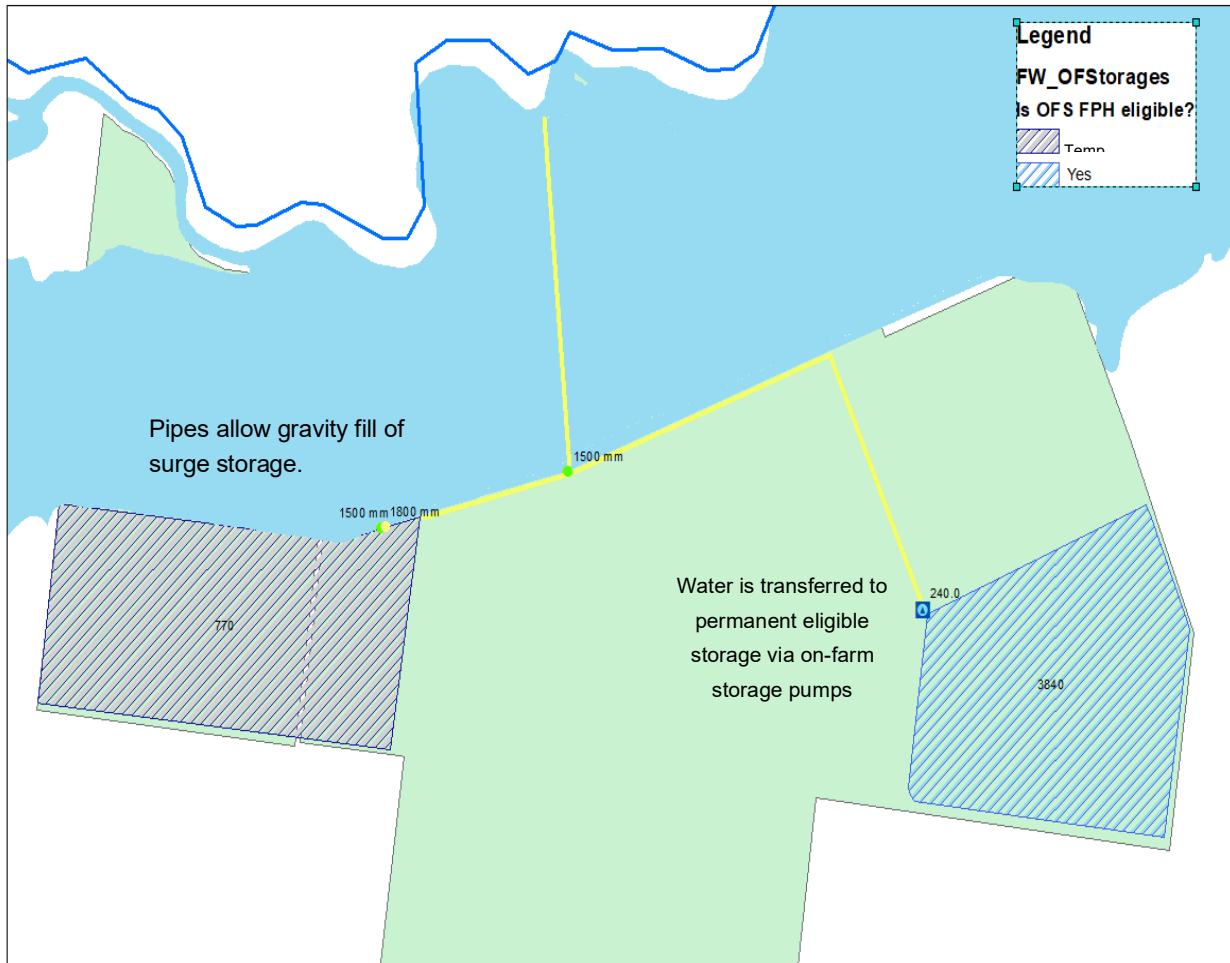 Legend
FW_OFStorages
Is OFS FPH eligible?
Temp
Yes
Pipes allow gravity fill of
surge storage.
1500 mm
1500 mm 1800 mm
Water is transferred to
permanent eligible
storage via on-farm
storage pumps
240.0
770
3840